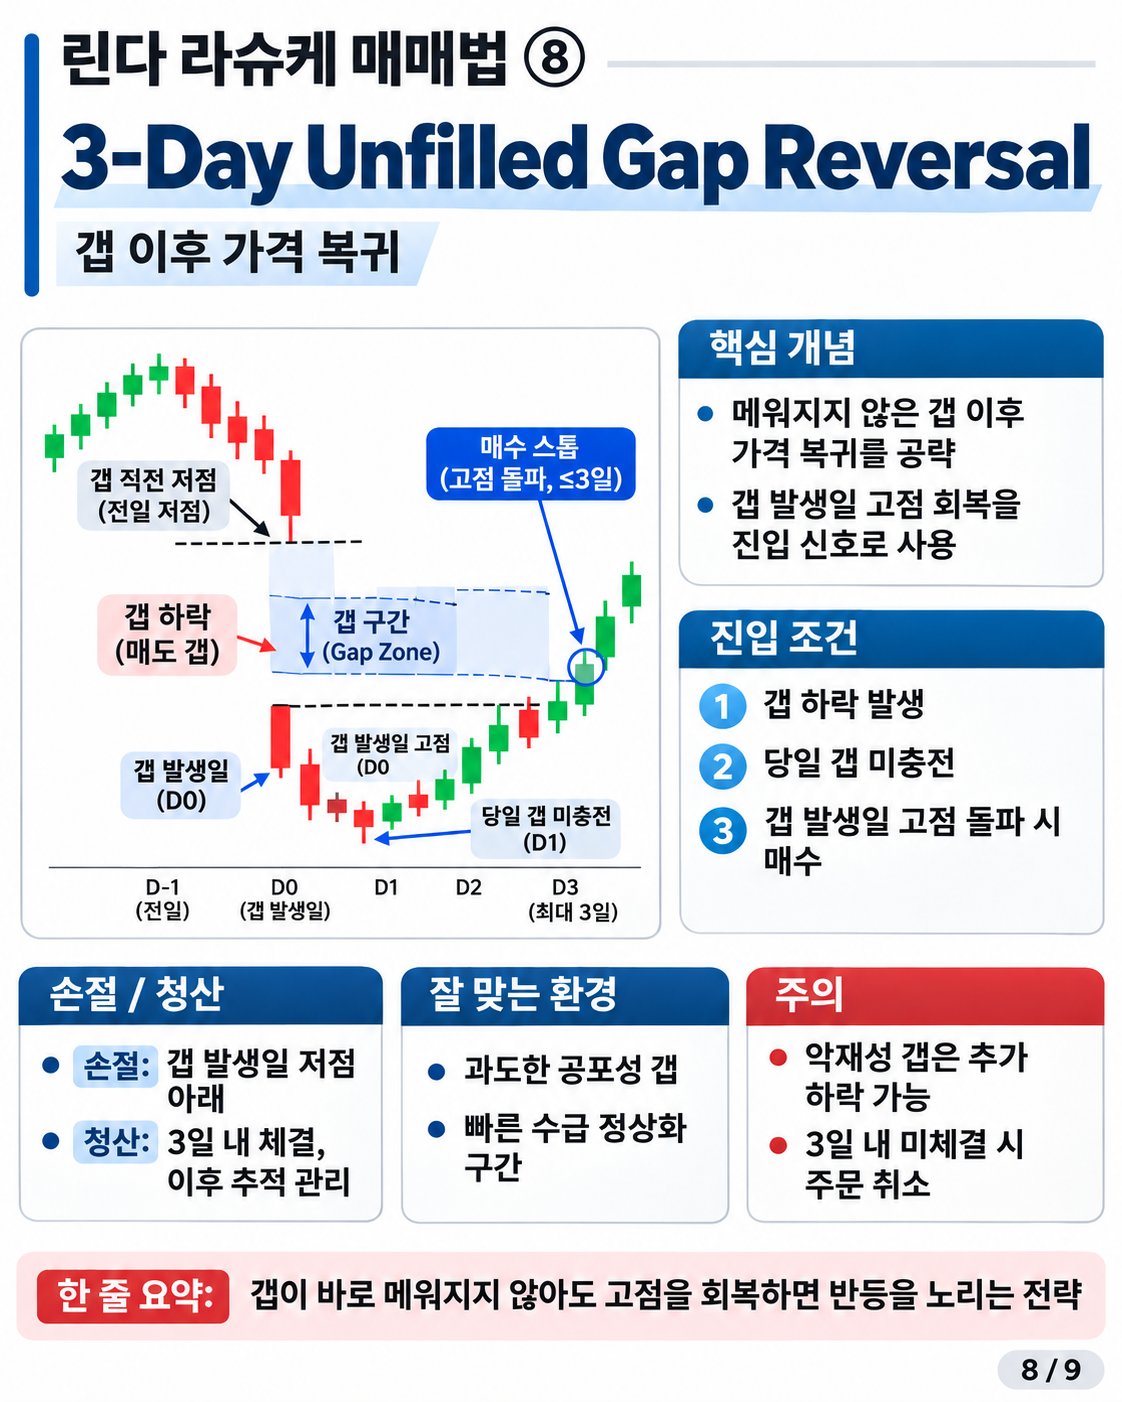 린다 라슈케 매매법 ⑧
3-Day Unfilled Gap Reversal
갭 이후 가격 복귀
갭 적전 저점
(전일 저점)
매수 스톱
(고점 돌파, ≤3일)
갭 하락
(매도 갭)
갭 구간
(Gap Zone)
갭 발생일 고점
(D0
갭 발생일
(D0)
당일 갭 미충전
(D1)
D-1
(전일)
D0
(갭 발생일)
D1
D2
D3
(최대 3일)
핵심 개념
• 메워지지 않은 갭 이후
가격 복귀를 공략
• 갭 발생일 고점 회복을
진입 신호로 사용
진입 조건
1 갭 하락 발생
2 당일 갭 미충전
3 갭 발생일 고점 돌파 시
매수
손절 / 청산
• 손절: 갭 발생일 저점
아래
• 청산: 3일 내 체결,
이후 추적 관리
잘 맞는 환경
• 과도한 공포성 갭
• 빠른 수급 정상화
구간
주의
• 악재성 갭은 추가
하락 가능
• 3일 내 미체결 시
주문 취소
한 줄 요약: 갭이 바로 메워지지 않아도 고점을 회복하면 반등을 노리는 전략
8 / 9